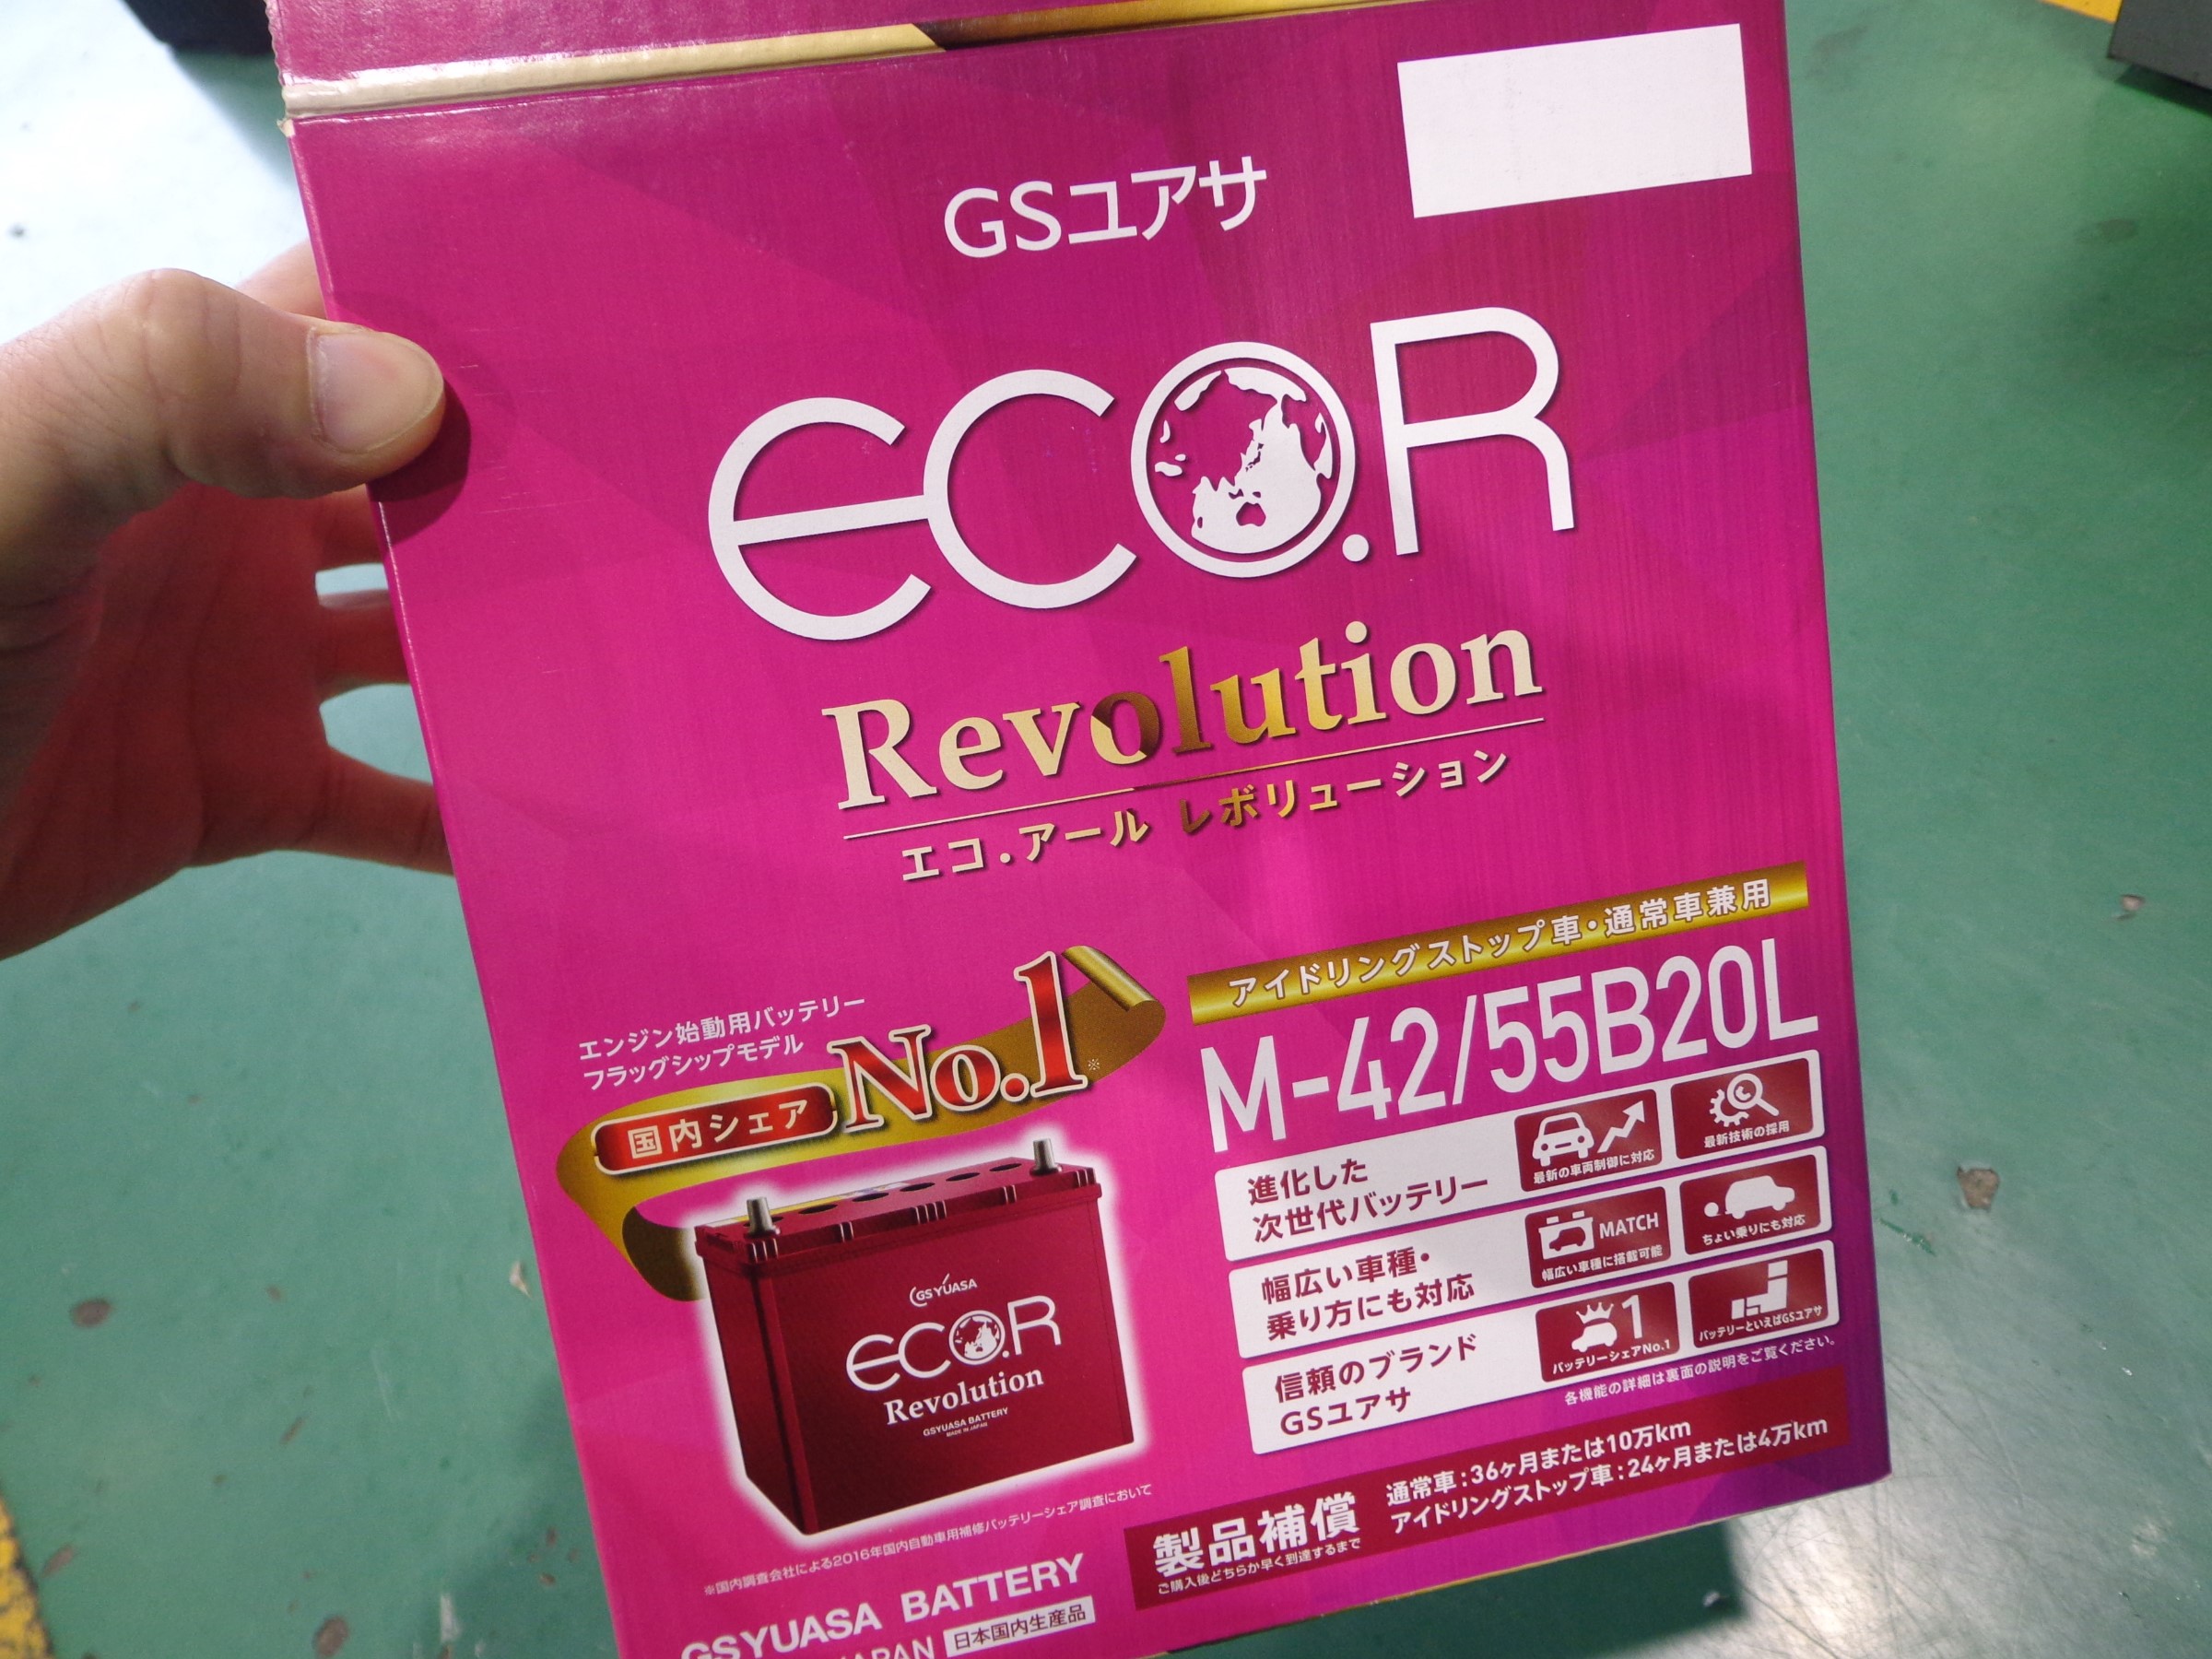 GSユアサ
eco.R
Revolution
エコ.アール レボリューション
エンジン始動用バッテリー
フラッグシップモデル
国内シェア No.1※
アイドリングストップ車・通常車兼用
M-42/55B20L
進化した
次世代バッテリー
最新の車両制御に対応
最新技術の採用
幅広い車種・
乗り方にも対応
MATCH
幅広い車種に搭載可能
ちょい乗りにも対応
信頼のブランド
GSユアサ
1
バッテリーシェアNo.1
バッテリーといえばGSユアサ
各機能の詳細は裏面の説明をご覧ください。
GS YUASA
eco.R
Revolution
GSYUASA BATTERY
MADE IN JAPAN
※国内調査会社による2016年国内自動車用補修バッテリーシェア調査において
製品補償
ご購入後どちらか早く到達するまで
通常車:36ヶ月または10万km
アイドリングストップ車:24ヶ月または4万km
GSYUASA BATTERY
JAPAN 日本国内生産品